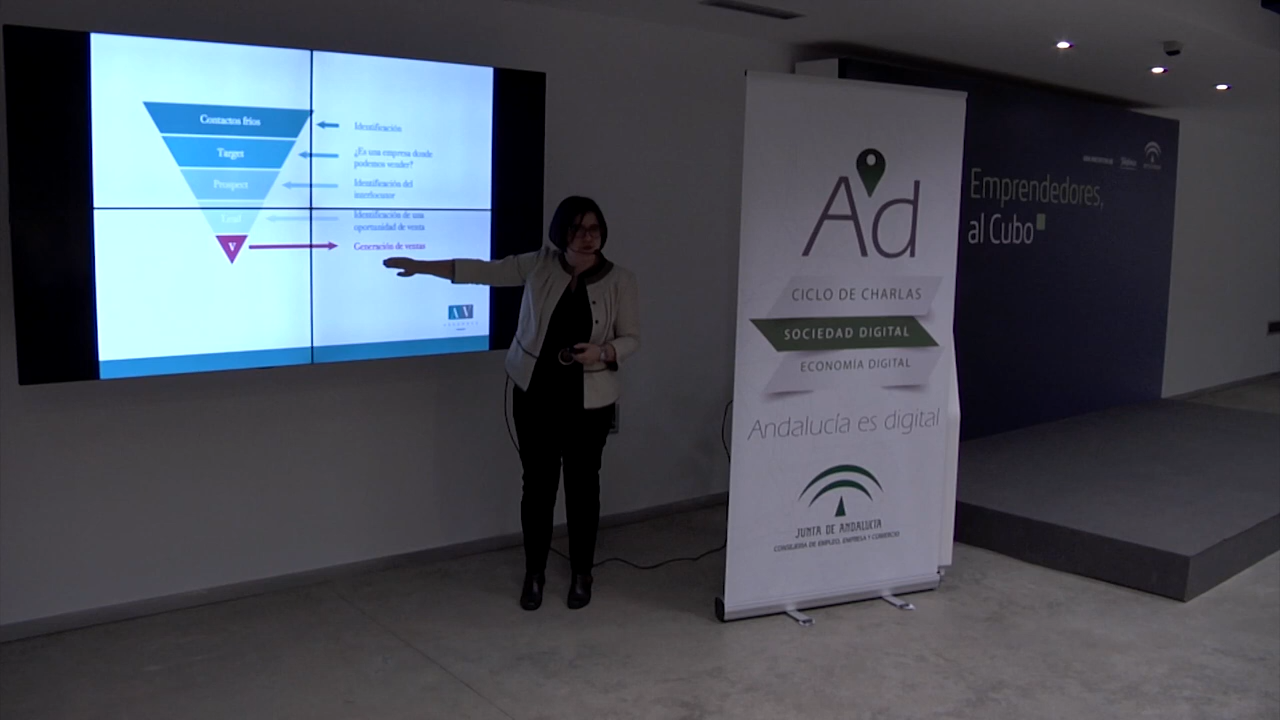 Contactos fríos
Identificación
Target
¿Es una empresa donde
podemos vender?
Prospect
Identificación del
interlocutor
Lead
Identificación de una
oportunidad de venta
V
Generación de ventas
AV
Ad
CICLO DE CHARLAS
SOCIEDAD DIGITAL
ECONOMÍA DIGITAL
Andalucía es digital
JUNTA DE ANDALUCÍA
CONSEJERÍA DE EMPLEO, EMPRESA Y COMERCIO
Emprendedores,
al Cubo